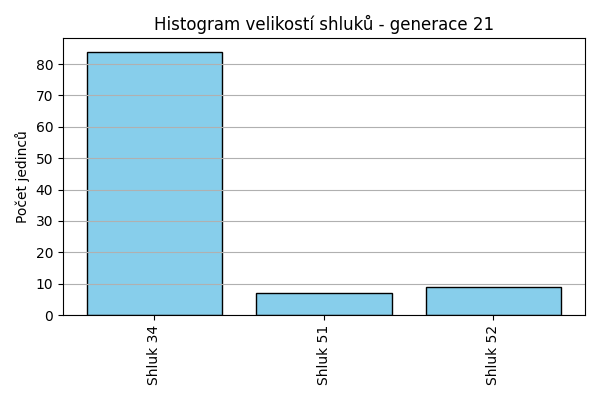 Histogram velikostí shluků - generace 21
Počet jedinců
80
70
60
50
40
30
20
10
0
Shluk 34
Shluk 51
Shluk 52